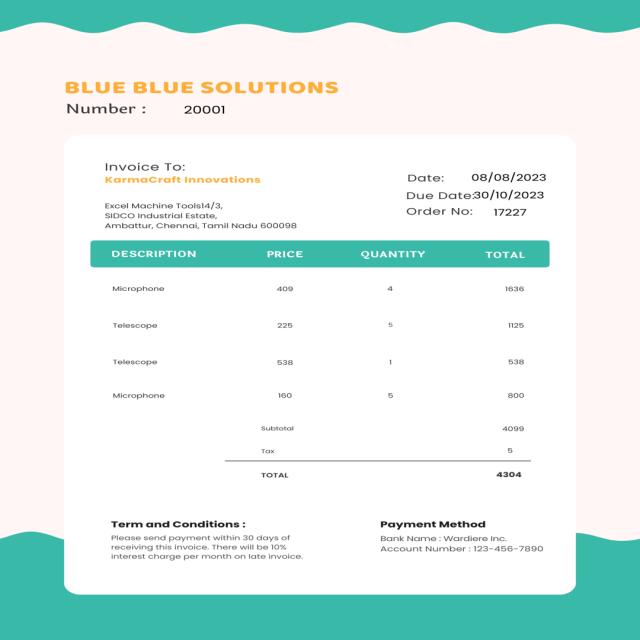 BLUE BLUE SOLUTIONS
Number : 20001
Invoice To:
KarmaCraft Innovations
Excel Machine Tools14/3,
SIDCO Industrial Estate,
Ambattur, Chennai, Tamil Nadu 600098
Date: 08/08/2023
Due Date:30/10/2023
Order No: 17227
DESCRIPTION PRICE QUANTITY TOTAL
Microphone 409 4 1636
Telescope 225 5 1125
Telescope 538 1 538
Microphone 160 5 800
Subtotal 4099
Tax 5
TOTAL 4304
Term and Conditions :
Please send payment within 30 days of
receiving this invoice. There will be 10%
interest charge per month on late invoice.
Payment Method
Bank Name : Wardiere Inc.
Account Number : 123-456-7890